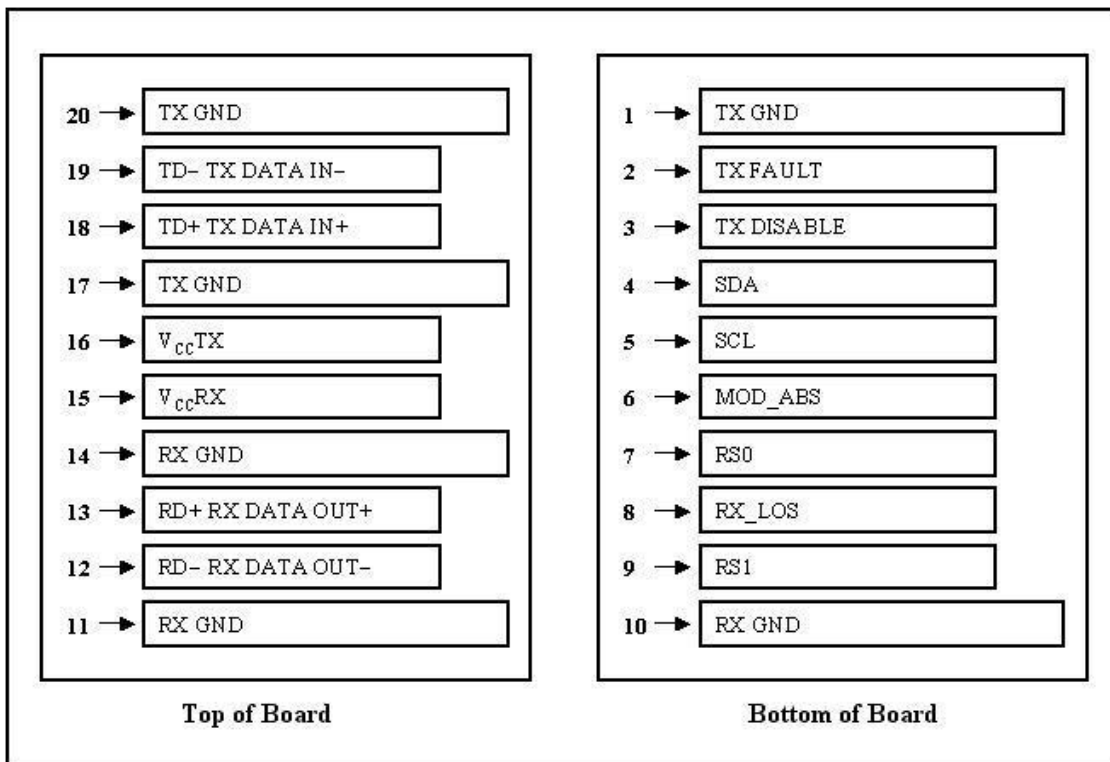 20 TX GND
19 TD− TX DATA IN−
18 TD+ TX DATA IN+
17 TX GND
16 VCCTX
15 VCCRX
14 RX GND
13 RD+ RX DATA OUT+
12 RD− RX DATA OUT−
11 RX GND
Top of Board
1 TX GND
2 TX FAULT
3 TX DISABLE
4 SDA
5 SCL
6 MOD_ABS
7 RS0
8 RX_LOS
9 RS1
10 RX GND
Bottom of Board